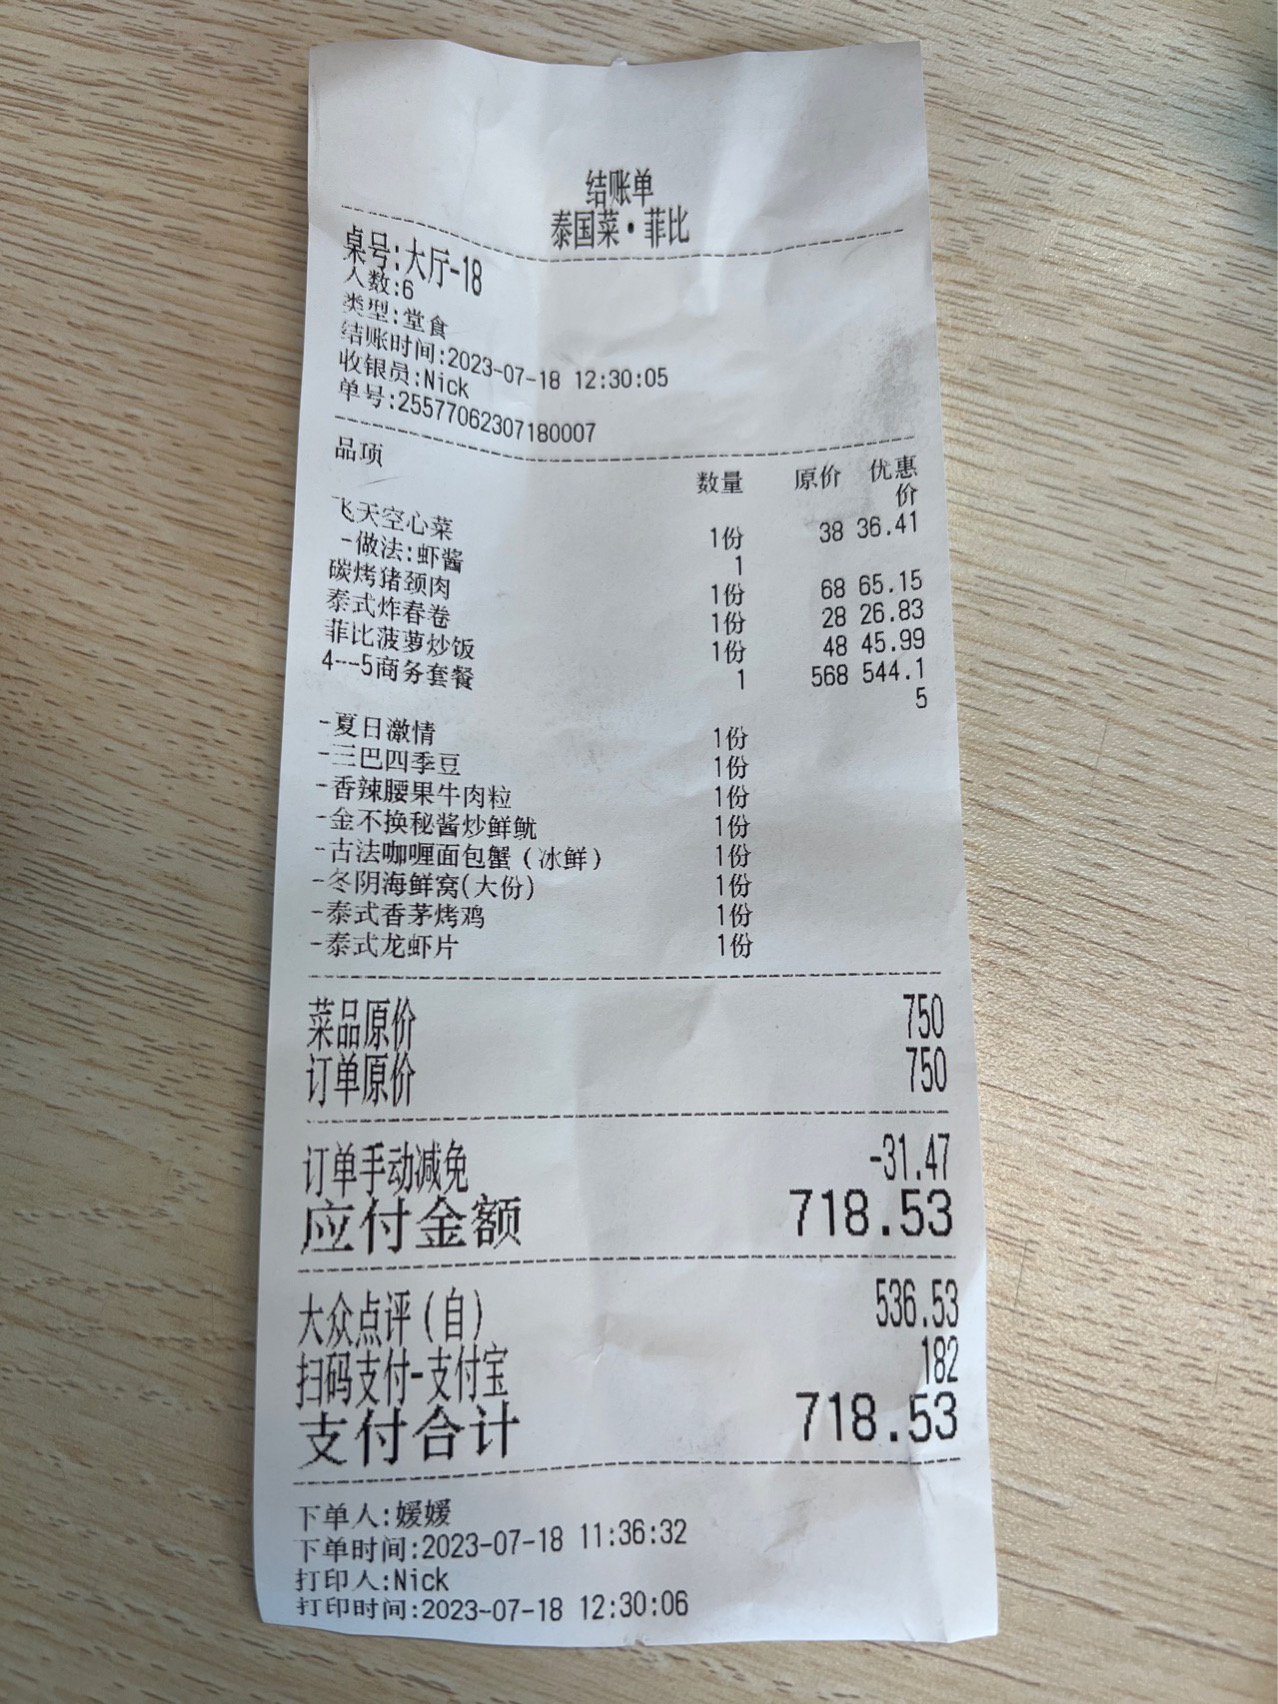 结账单
泰国菜·菲比
桌号:大厅-18
人数:6
类型:堂食
结账时间:2023-07-18 12:30:05
收银员:Nick
单号:25577062307180007
品项 数量 原价 优惠价
飞天空心菜 1份 38 36.41
-做法:虾酱 1
碳烤猪颈肉 1份 68 65.15
泰式炸春卷 1份 28 26.83
菲比菠萝炒饭 1份 48 45.99
4---5商务套餐 1 568 544.15
-夏日激情 1份
-三巴四季豆 1份
-香辣腰果牛肉粒 1份
-金不换秘酱炒鲜鱿 1份
-古法咖喱面包蟹（冰鲜） 1份
-冬阴海鲜窝(大份) 1份
-泰式香茅烤鸡 1份
-泰式龙虾片 1份
菜品原价 750
订单原价 750
订单手动减免 -31.47
应付金额 718.53
大众点评(自) 536.53
扫码支付-支付宝 182
支付合计 718.53
下单人:媛媛
下单时间:2023-07-18 11:36:32
打印人:Nick
打印时间:2023-07-18 12:30:06